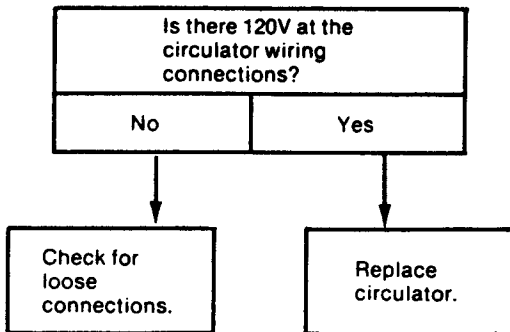 Is there 120V at the
circulator wiring
connections?
No
Yes
Check for
loose
connections.
Replace
circulator.